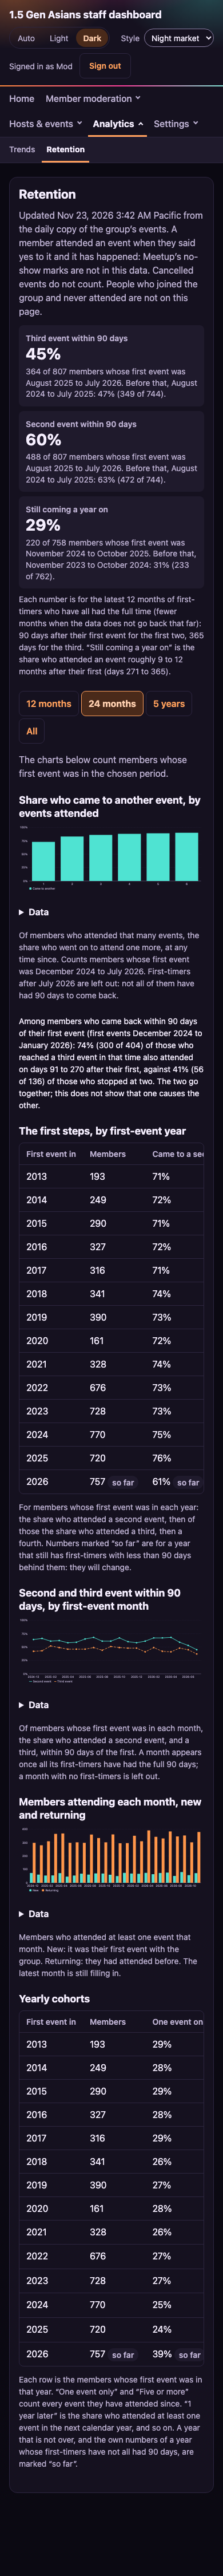 1.5 Gen Asians staff dashboard
Auto Light Dark Style Night market
Signed in as Mod Sign out
Home Member moderation
Hosts & events Analytics Settings
Trends Retention
Retention
Updated Nov 23, 2026 3:42 AM Pacific from
the daily copy of the group’s events. A
member attended an event when they said
yes to it and it has happened: Meetup’s no-
show marks are not in this data. Cancelled
events do not count. People who joined the
group and never attended are not on this
page.
Third event within 90 days
45%
364 of 807 members whose first event was
August 2025 to July 2026. Before that, August
2024 to July 2025: 47% (349 of 744).
Second event within 90 days
60%
488 of 807 members whose first event was
August 2025 to July 2026. Before that, August
2024 to July 2025: 63% (472 of 744).
Still coming a year on
29%
220 of 758 members whose first event was
November 2024 to October 2025. Before that,
November 2023 to October 2024: 31% (233
of 762).
Each number is for the latest 12 months of first-
timers who have all had the full time (fewer
months when the data does not go back that far):
90 days after their first event for the first two, 365
days for the third. “Still coming a year on” is the
share who attended an event roughly 9 to 12
months after their first (days 271 to 365).
12 months 24 months 5 years
All
The charts below count members whose
first event was in the chosen period.
Share who came to another event, by
events attended
100%
75%
50%
25%
0%
1 2 3 4 5 6
Came to another
Data
Of members who attended that many events, the
share who went on to attend one more, at any
time since. Counts members whose first event
was December 2024 to July 2026. First-timers
after July 2026 are left out: not all of them have
had 90 days to come back.
Among members who came back within 90 days
of their first event (first events December 2024 to
January 2026): 74% (300 of 404) of those who
reached a third event in that time also attended
on days 91 to 270 after their first, against 41% (56
of 136) of those who stopped at two. The two go
together; this does not show that one causes the
other.
The first steps, by first-event year
First event in Members Came to a sec
2013 193 71%
2014 249 72%
2015 290 71%
2016 327 72%
2017 316 71%
2018 341 74%
2019 390 73%
2020 161 72%
2021 328 74%
2022 676 73%
2023 728 73%
2024 770 75%
2025 720 76%
2026 757 so far 61% so far
For members whose first event was in each year:
the share who attended a second event, then of
those the share who attended a third, then a
fourth. Numbers marked “so far” are for a year
that still has first-timers with less than 90 days
behind them: they will change.
Second and third event within 90
days, by first-event month
100%
75%
50%
25%
0%
Second event Third event
Data
Of members whose first event was in each month,
the share who attended a second event, and a
third, within 90 days of the first. A month appears
once all its first-timers have had the full 90 days;
a month with no first-timers is left out.
Members attending each month, new
and returning
400
300
200
100
0
New Returning
Data
Members who attended at least one event that
month. New: it was their first event with the
group. Returning: they had attended before. The
latest month is still filling in.
Yearly cohorts
First event in Members One event on
2013 193 29%
2014 249 28%
2015 290 29%
2016 327 28%
2017 316 29%
2018 341 26%
2019 390 27%
2020 161 28%
2021 328 26%
2022 676 27%
2023 728 27%
2024 770 25%
2025 720 24%
2026 757 so far 39% so far
Each row is the members whose first event was in
that year. “One event only” and “Five or more”
count every event they have attended since. “1
year later” is the share who attended at least one
event in the next calendar year, and so on. A year
that is not over, and the own numbers of a year
whose first-timers have not all had 90 days, are
marked “so far”.